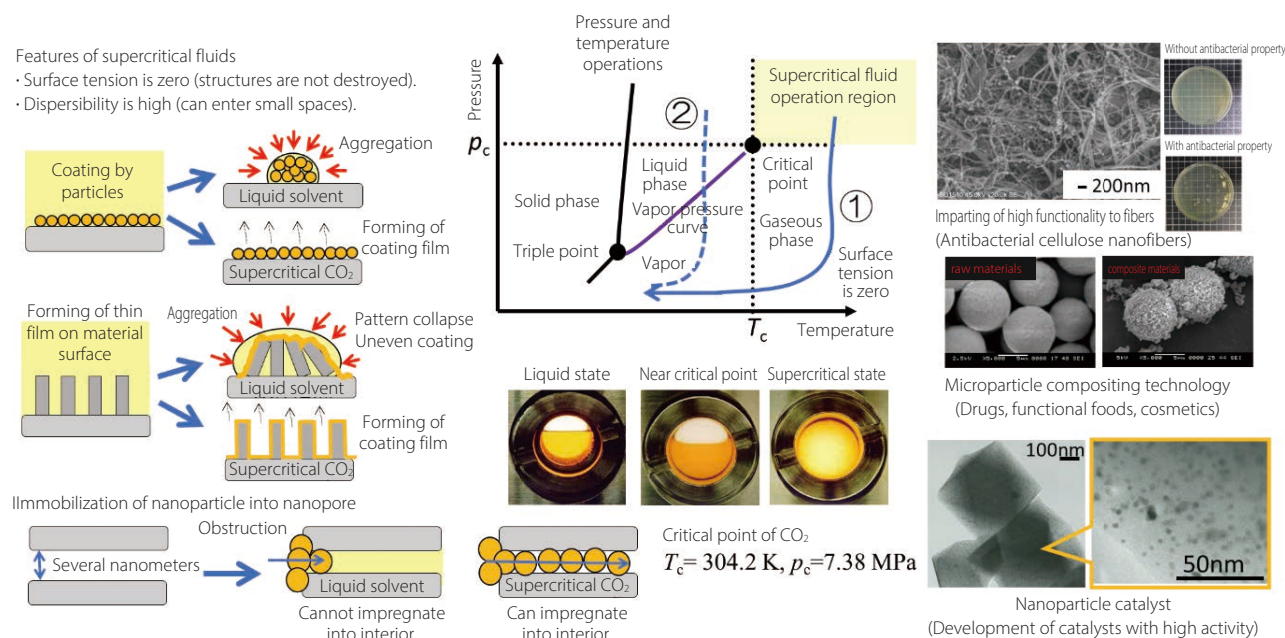 Features of supercritical fluids
・Surface tension is zero (structures are not destroyed).
・Dispersibility is high (can enter small spaces).
Coating by
particles
Aggregation
Liquid solvent
Forming of
coating film
Supercritical CO₂
Forming of thin
film on material
surface
Aggregation
Pattern collapse
Uneven coating
Liquid solvent
Forming of
coating film
Supercritical CO₂
IImmobilization of nanoparticle into nanopore
Several nanometers
Obstruction
Liquid solvent
Cannot impregnate
into interior
Supercritical CO₂
Can impregnate
into interior
Pressure and
temperature
operations
Pressure
pc
Supercritical fluid
operation region
②
Liquid
phase
Critical
point
Solid phase
Vapor pressure
curve
Gaseous
phase
①
Triple point
Vapor
Surface
tension
is zero
Tc
Temperature
Liquid state
Near critical point
Supercritical state
Critical point of CO₂
Tc= 304.2 K, pc=7.38 MPa
Without antibacterial property
With antibacterial property
200nm
Imparting of high functionality to fibers
(Antibacterial cellulose nanofibers)
raw materials
composite materials
Microparticle compositing technology
(Drugs, functional foods, cosmetics)
100nm
50nm
Nanoparticle catalyst
(Development of catalysts with high activity)